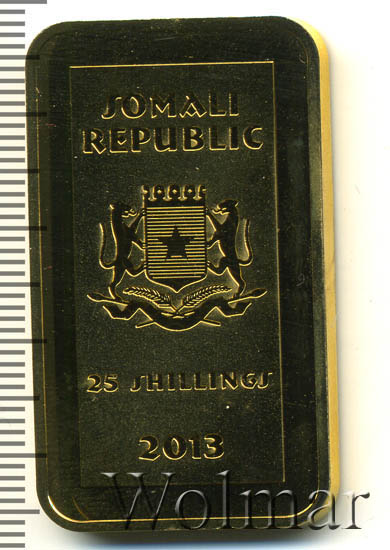 SOMALI
REPUBLIC
25 SHILLINGS
2013
Wolmar